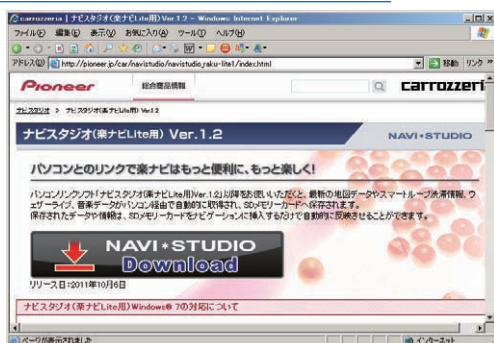 carrozzeria | ナビスタジオ(楽ナビLite用) Ver.1.2 - Windows Internet Explorer
ファイル(F) 編集(E) 表示(V) お気に入り(A) ツール(T) ヘルプ(H)
アドレス(D) http://pioneer.jp/car/navistudio/navistudio_raku-lite1/index.html 移動 リンク
Pioneer 総合商品情報 carrozzeri
ナビスタジオ > ナビスタジオ(楽ナビLite用) Ver.1.2
ナビスタジオ(楽ナビLite用) Ver.1.2 NAVI*STUDIO
パソコンとのリンクで楽ナビはもっと便利に、もっと楽しく!
パソコンリンクソフト「ナビスタジオ(楽ナビLite用)Ver.1.2」以降をお使いいただくと、最新の地図データやスマートループ渋滞情報、ウ
ェザーライブ、音楽データがパソコン経由で自動的に取得され、SDメモリーカードへ保存されます。
保存されたデータや情報は、SDメモリーカードをナビゲーションに挿入するだけで自動的に反映させることができます。
NAVI*STUDIO
Download
リリース日:2011年10月6日
ナビスタジオ(楽ナビLite用)Windows® 7の対応について
ページが表示されました インターネット